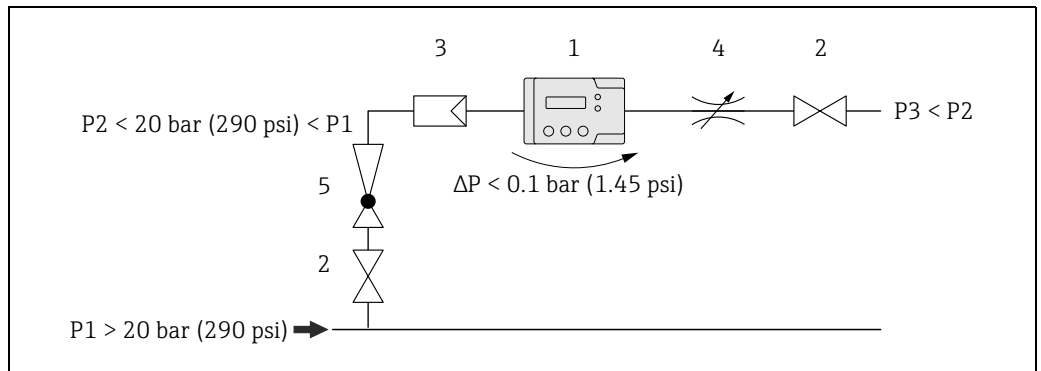 3 1 4 2
P2 < 20 bar (290 psi) < P1
P3 < P2
ΔP < 0.1 bar (1.45 psi)
5
2
P1 > 20 bar (290 psi)